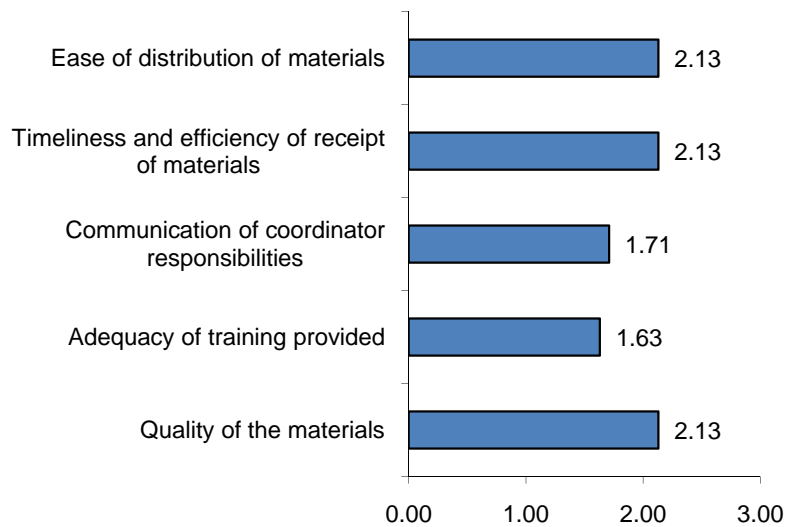 Ease of distribution of materials
2.13
Timeliness and efficiency of receipt
of materials
2.13
Communication of coordinator
responsibilities
1.71
Adequacy of training provided
1.63
Quality of the materials
2.13
0.00 1.00 2.00 3.00